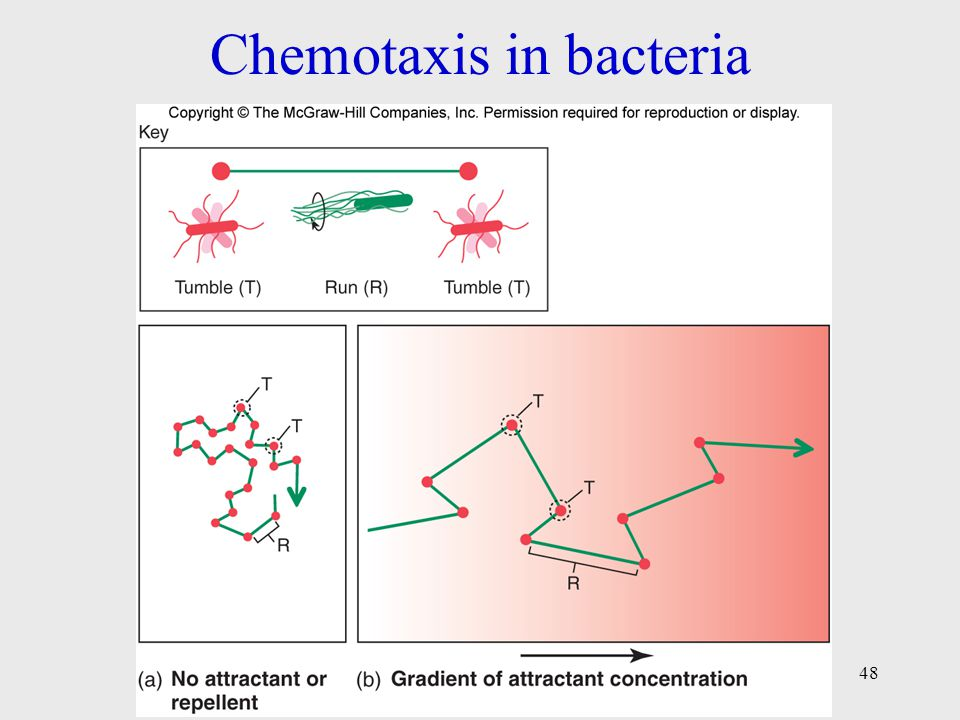 Chemotaxis in bacteria
Copyright © The McGraw-Hill Companies, Inc. Permission required for reproduction or display.
Key
Tumble (T) Run (R) Tumble (T)
T
T
R
T
T
R
(a) No attractant or
repellent
(b) Gradient of attractant concentration
48